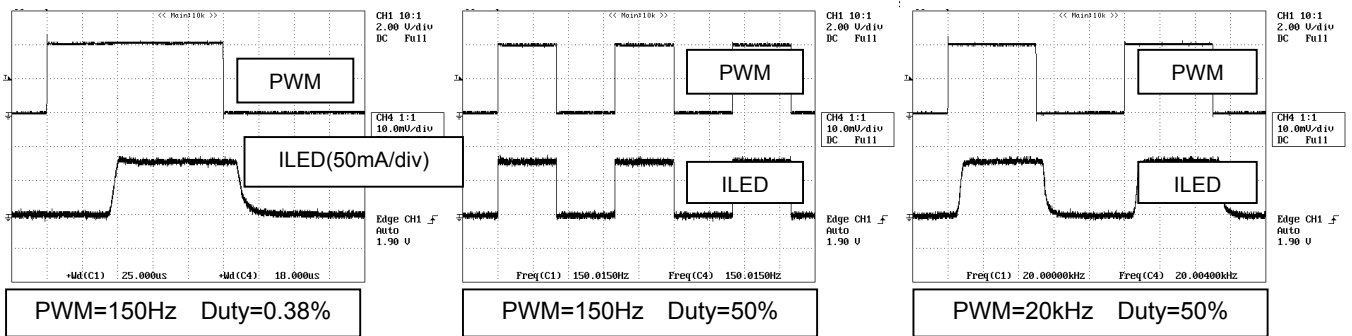 << Main:10k >>
CH1 10:1
2.00 V/div
DC Full
PWM
CH4 1:1
10.0mV/div
DC Full
ILED(50mA/div)
Edge CH1
Auto
1.90 V
+Wd(C1) 25.000us +Wd(C4) 18.000us
PWM=150Hz Duty=0.38%
<< Main:10k >>
CH1 10:1
2.00 V/div
DC Full
PWM
CH4 1:1
10.0mV/div
DC Full
ILED
Edge CH1
Auto
1.90 V
Freq(C1) 150.0150Hz Freq(C4) 150.0150Hz
PWM=150Hz Duty=50%
<< Main:10k >>
CH1 10:1
2.00 V/div
DC Full
PWM
CH4 1:1
10.0mV/div
DC Full
ILED
Edge CH1
Auto
1.90 V
Freq(C1) 20.00000kHz Freq(C4) 20.00400kHz
PWM=20kHz Duty=50%